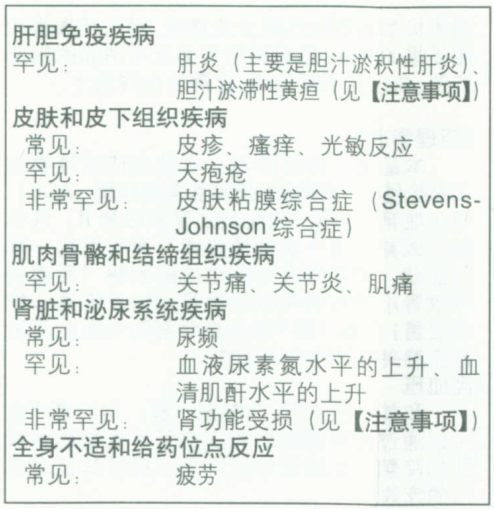 肝胆免疫疾病
罕见： 肝炎（主要是胆汁淤积性肝炎）、
胆汁淤滞性黄疸（见【注意事项】）
皮肤和皮下组织疾病
常见： 皮疹、瘙痒、光敏反应
罕见： 天疱疮
非常罕见： 皮肤粘膜综合症（Stevens-
Johnson 综合症）
肌肉骨骼和结缔组织疾病
罕见： 关节痛、关节炎、肌痛
肾脏和泌尿系统疾病
常见： 尿频
罕见： 血液尿素氮水平的上升、血
清肌酐水平的上升
非常罕见： 肾功能受损（见【注意事项】）
全身不适和给药位点反应
常见： 疲劳